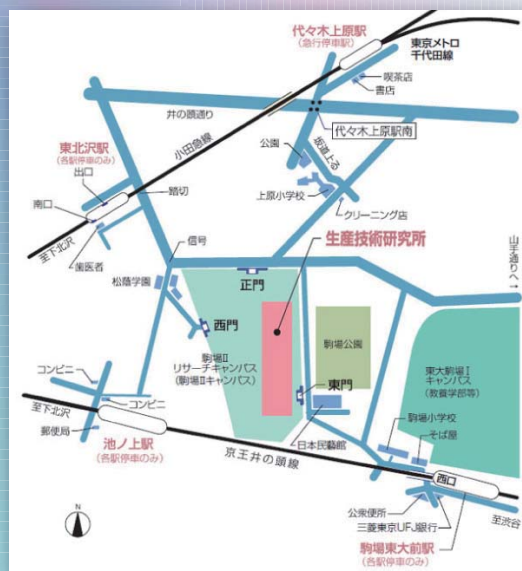 代々木上原駅
(急行停車駅)
東京メトロ
千代田線
喫茶店
書店
井の頭通り
小田急線
代々木上原駅南
東北沢駅
(各駅停車のみ)
出口
公園
坂道上る
踏切
上原小学校
南口
クリーニング店
至下北沢
歯医者
信号
生産技術研究所
山手通りへ→
松蔭学園
正門
西門
駒場Ⅱ
リサーチキャンパス
(駒場Ⅱキャンパス)
駒場公園
東大駒場Ⅰ
キャンパス
(教養学部等)
コンビニ
東門
至下北沢
コンビニ
駒場小学校
郵便局
日本民藝館
そば屋
池ノ上駅
(各駅停車のみ)
京王井の頭線
西口
公衆便所
三菱東京UFJ銀行
至渋谷
N
駒場東大前駅
(各駅停車のみ)